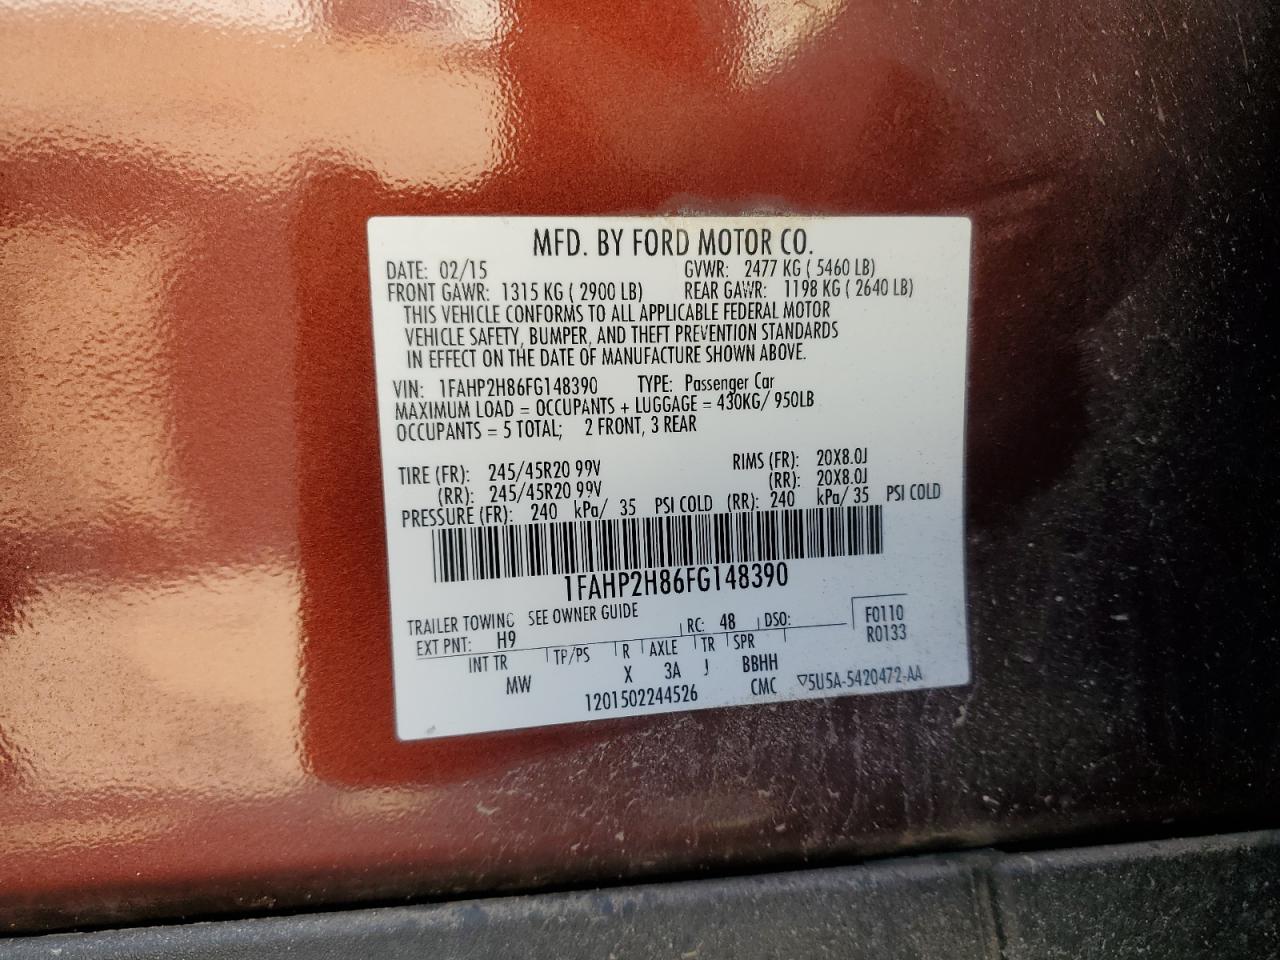 MFD. BY FORD MOTOR CO.
DATE: 02/15 GVWR: 2477 KG ( 5460 LB)
FRONT GAWR: 1315 KG ( 2900 LB) REAR GAWR: 1198 KG ( 2640 LB)
THIS VEHICLE CONFORMS TO ALL APPLICABLE FEDERAL MOTOR
VEHICLE SAFETY, BUMPER, AND THEFT PREVENTION STANDARDS
IN EFFECT ON THE DATE OF MANUFACTURE SHOWN ABOVE.
VIN: 1FAHP2H86FG148390 TYPE: Passenger Car
MAXIMUM LOAD = OCCUPANTS + LUGGAGE = 430KG/ 950LB
OCCUPANTS = 5 TOTAL; 2 FRONT, 3 REAR
TIRE (FR): 245/45R20 99V RIMS (FR): 20X8.0J
(RR): 245/45R20 99V (RR): 20X8.0J
PRESSURE (FR): 240 kPa/ 35 PSI COLD (RR): 240 kPa/ 35 PSI COLD
1FAHP2H86FG148390
TRAILER TOWING SEE OWNER GUIDE
EXT PNT: H9 RC: 48 DSO: F0110
R0133
INT TR TP/PS R AXLE TR SPR
MW X 3A J BBHH
1201502244526 CMC ▽5U5A-5420472-AA